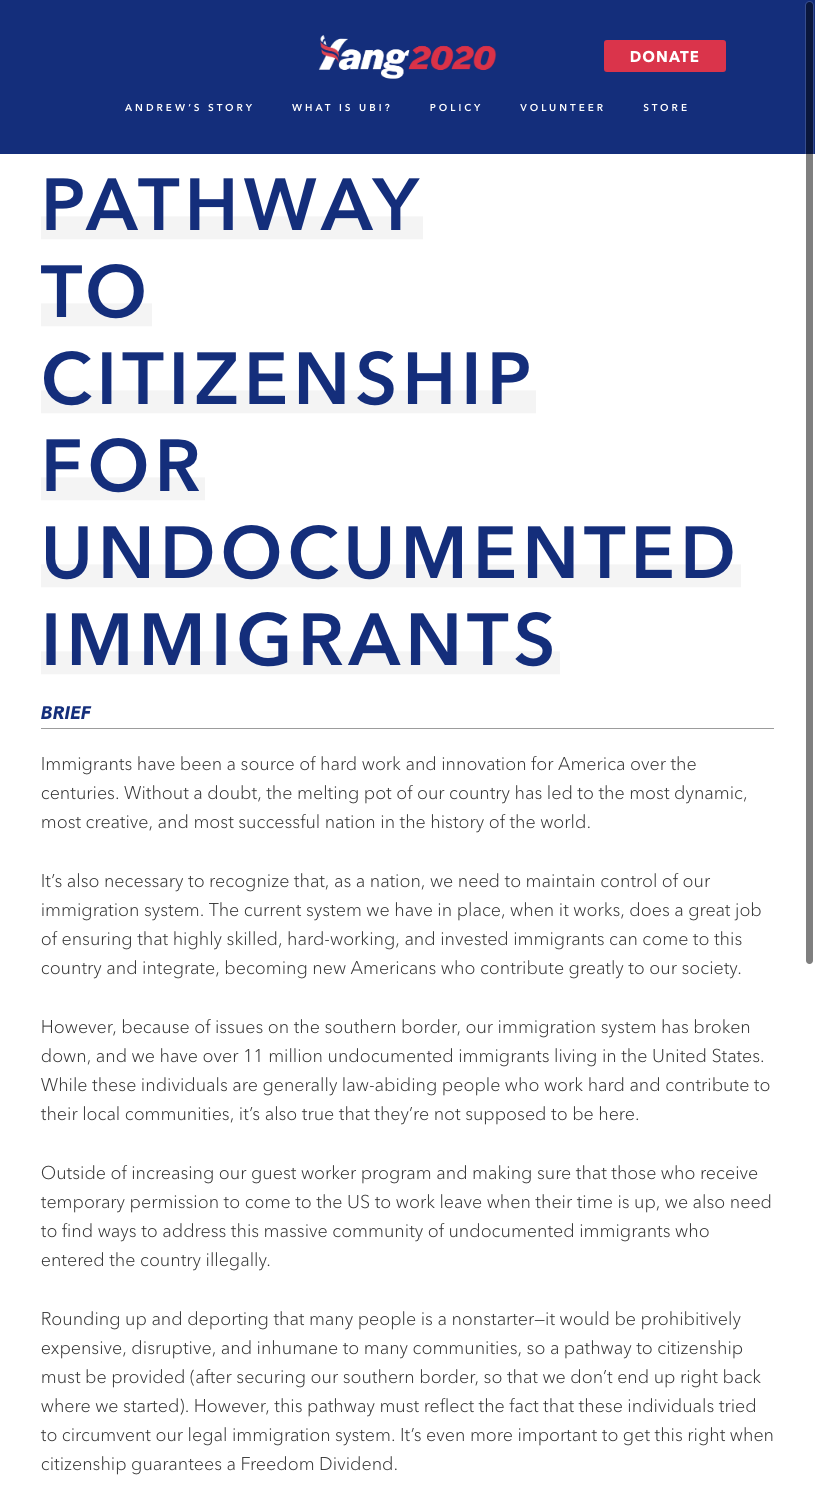 Yang2020
DONATE
ANDREW'S STORY WHAT IS UBI? POLICY VOLUNTEER STORE
PATHWAY
TO
CITIZENSHIP
FOR
UNDOCUMENTED
IMMIGRANTS
BRIEF
Immigrants have been a source of hard work and innovation for America over the
centuries. Without a doubt, the melting pot of our country has led to the most dynamic,
most creative, and most successful nation in the history of the world.
It’s also necessary to recognize that, as a nation, we need to maintain control of our
immigration system. The current system we have in place, when it works, does a great job
of ensuring that highly skilled, hard-working, and invested immigrants can come to this
country and integrate, becoming new Americans who contribute greatly to our society.
However, because of issues on the southern border, our immigration system has broken
down, and we have over 11 million undocumented immigrants living in the United States.
While these individuals are generally law-abiding people who work hard and contribute to
their local communities, it’s also true that they’re not supposed to be here.
Outside of increasing our guest worker program and making sure that those who receive
temporary permission to come to the US to work leave when their time is up, we also need
to find ways to address this massive community of undocumented immigrants who
entered the country illegally.
Rounding up and deporting that many people is a nonstarter—it would be prohibitively
expensive, disruptive, and inhumane to many communities, so a pathway to citizenship
must be provided (after securing our southern border, so that we don’t end up right back
where we started). However, this pathway must reflect the fact that these individuals tried
to circumvent our legal immigration system. It’s even more important to get this right when
citizenship guarantees a Freedom Dividend.